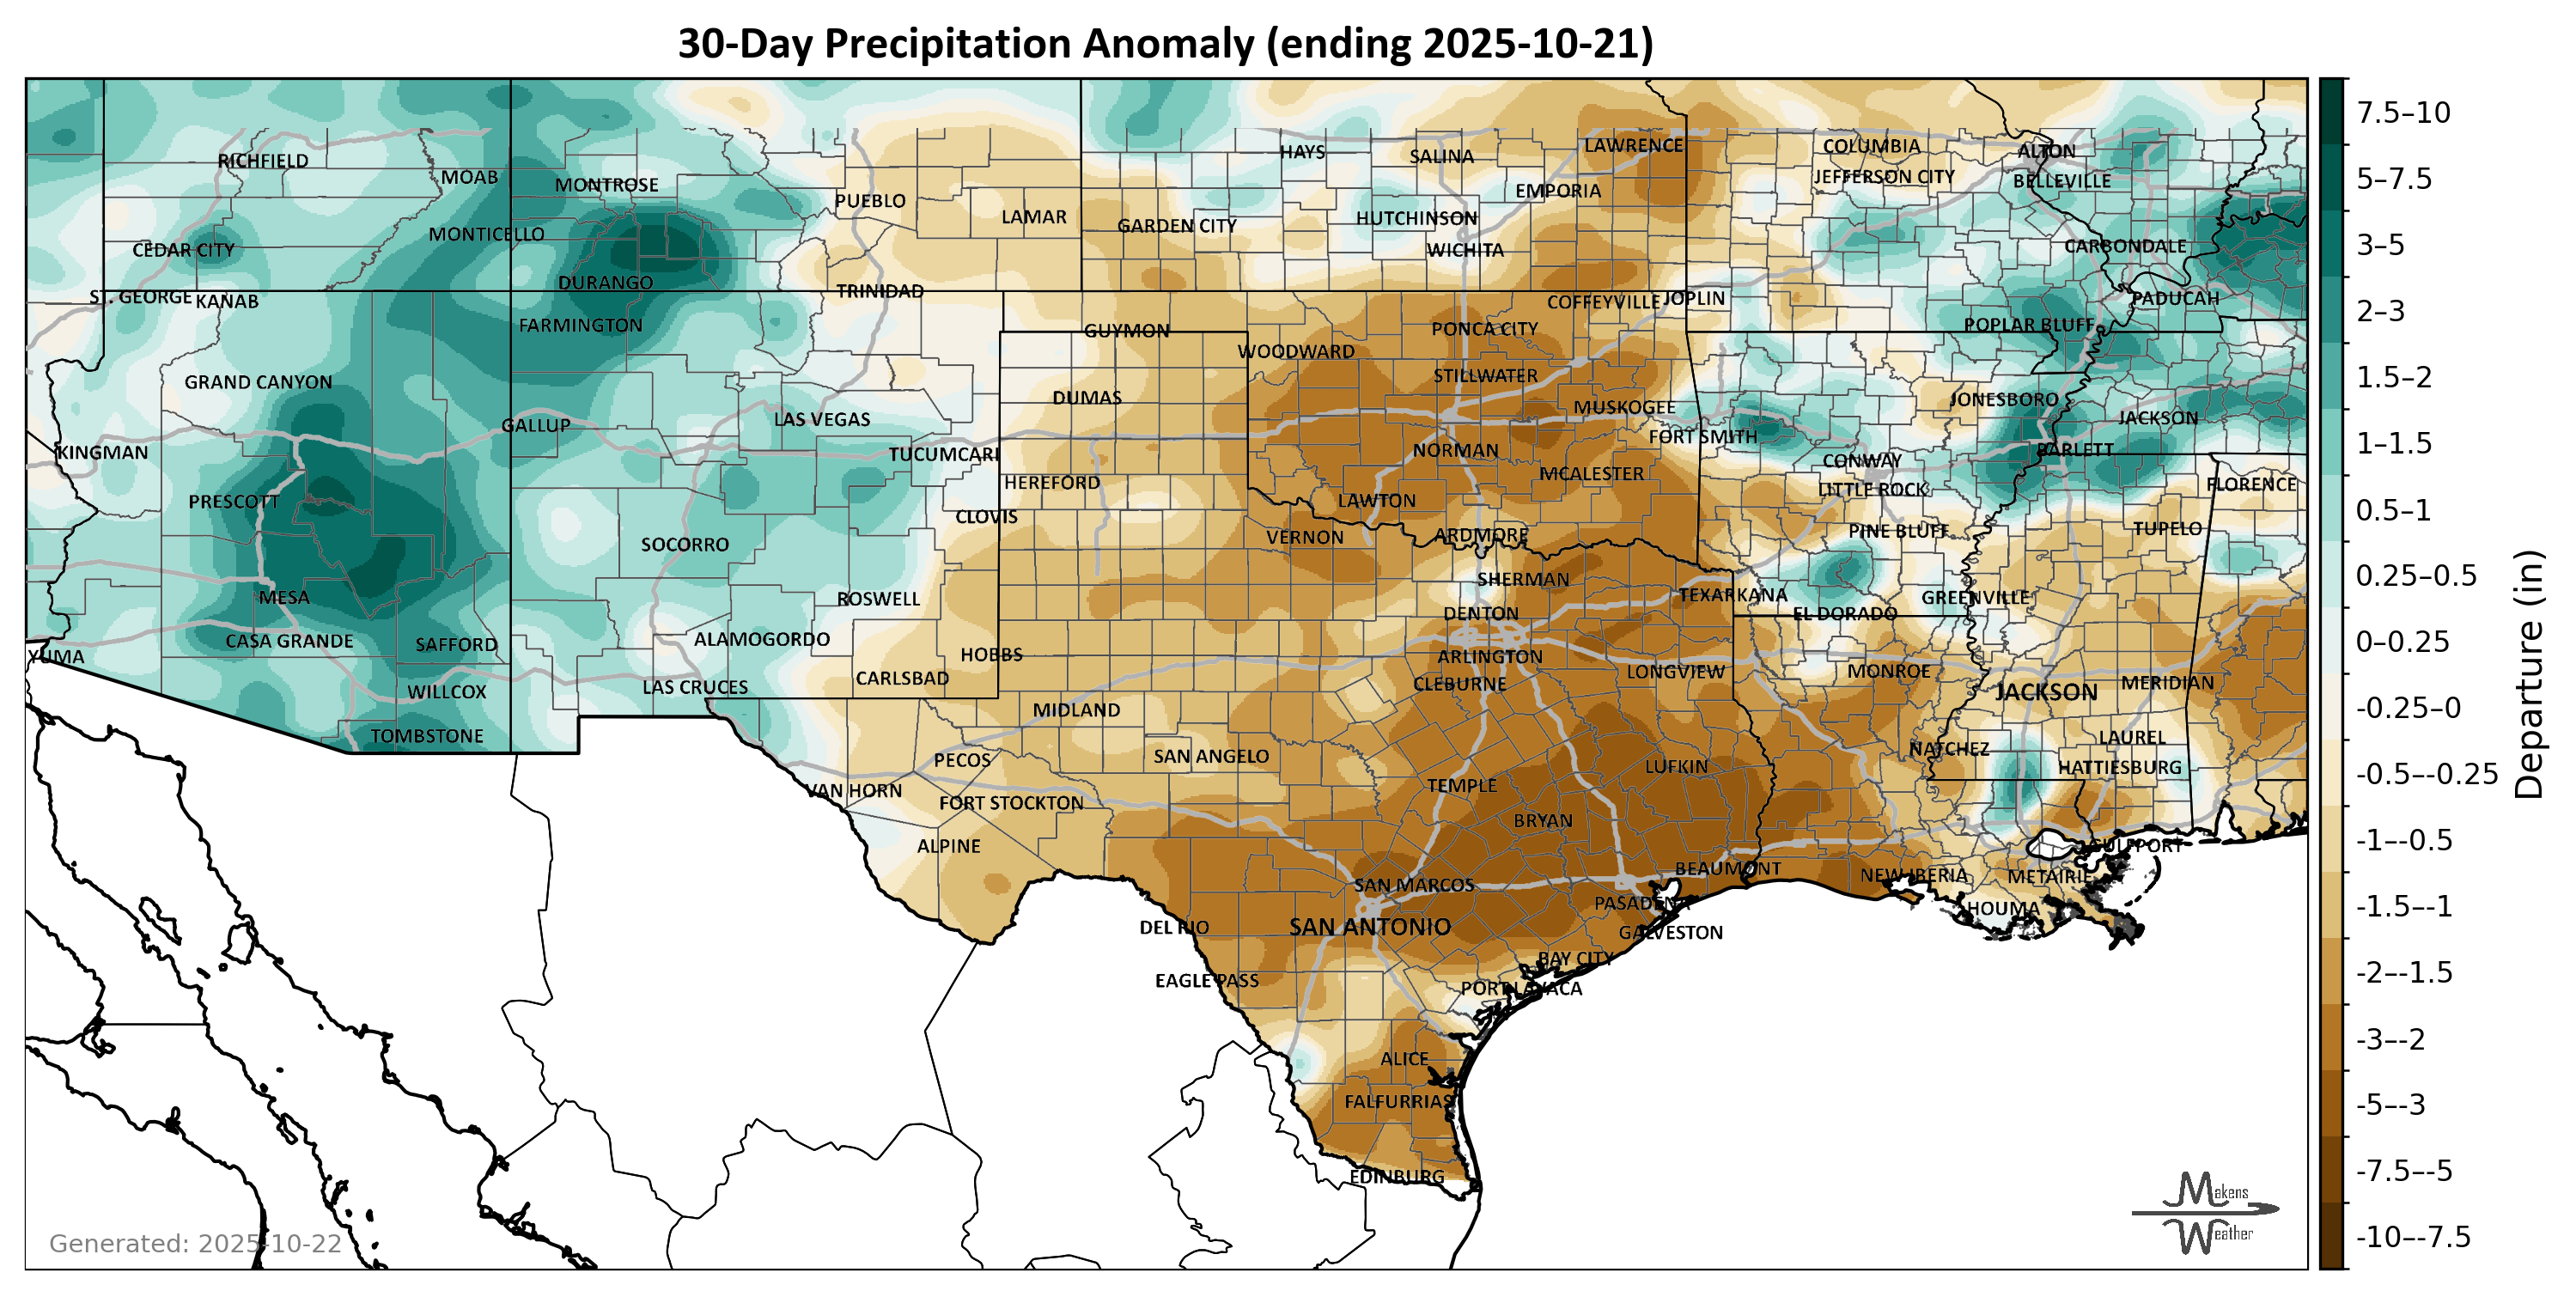 30-Day Precipitation Anomaly (ending 2025-10-21)
RICHFIELD
MOAB
MONTROSE
PUEBLO
LAMAR
HAYS
SALINA
LAWRENCE
EMPORIA
COLUMBIA
JEFFERSON CITY
ALTON
BELLEVILLE
CEDAR CITY
MONTICELLO
GARDEN CITY
HUTCHINSON
WICHITA
CARBONDALE
DURANGO
ST. GEORGE
KANAB
TRINIDAD
COFFEYVILLE
JOPLIN
PADUCAH
FARMINGTON
GUYMON
PONCA CITY
POPLAR BLUFF
WOODWARD
GRAND CANYON
STILLWATER
DUMAS
MUSKOGEE
JONESBORO
JACKSON
GALLUP
LAS VEGAS
FORT SMITH
KINGMAN
TUCUMCARI
NORMAN
CONWAY
BARTLETT
PRESCOTT
HEREFORD
MCALESTER
LITTLE ROCK
FLORENCE
LAWTON
CLOVIS
SOCORRO
VERNON
ARDMORE
PINE BLUFF
TUPELO
MESA
ROSWELL
SHERMAN
TEXARKANA
GREENVILLE
CASA GRANDE
SAFFORD
ALAMOGORDO
DENTON
EL DORADO
YUMA
HOBBS
ARLINGTON
WILLCOX
LAS CRUCES
CARLSBAD
CLEBURNE
LONGVIEW
MONROE
JACKSON
MERIDIAN
TOMBSTONE
MIDLAND
PECOS
SAN ANGELO
LUFKIN
NATCHEZ
LAUREL
HATTIESBURG
VAN HORN
FORT STOCKTON
TEMPLE
BRYAN
ALPINE
GULFPORT
SAN MARCOS
BEAUMONT
NEW IBERIA
METAIRIE
DEL RIO
SAN ANTONIO
PASADENA
GALVESTON
HOUMA
EAGLE PASS
BAY CITY
PORT LAVACA
ALICE
FALFURRIAS
EDINBURG
Generated: 2025-10-22
Makens
Weather
7.5–10
5–7.5
3–5
2–3
1.5–2
1–1.5
0.5–1
0.25–0.5
0–0.25
-0.25–0
-0.5–-0.25
-1–-0.5
-1.5–-1
-2–-1.5
-3–-2
-5–-3
-7.5–-5
-10–-7.5
Departure (in)